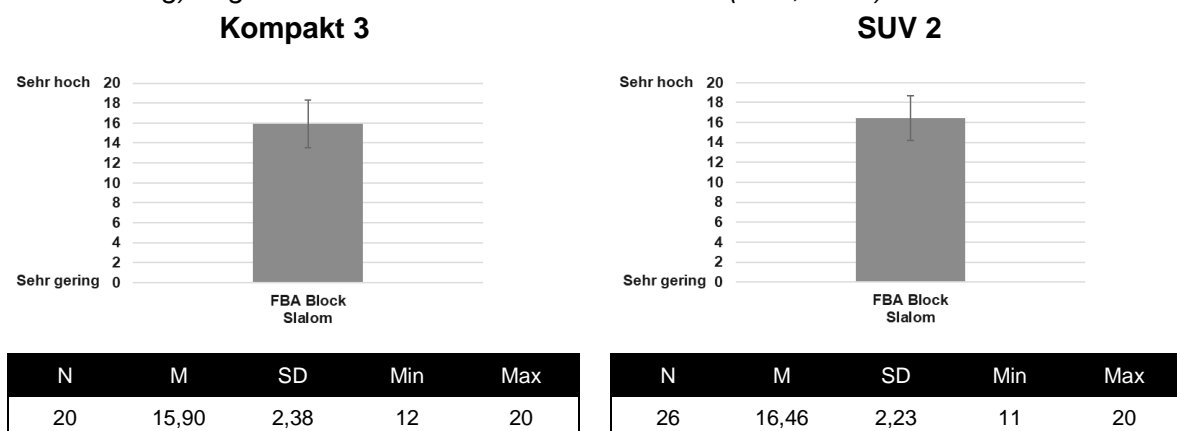 Kompakt 3
Sehr hoch 20
18
16
14
12
10
8
6
4
2
Sehr gering 0
FBA Block
Slalom
N M SD Min Max
20 15,90 2,38 12 20
SUV 2
Sehr hoch 20
18
16
14
12
10
8
6
4
2
Sehr gering 0
FBA Block
Slalom
N M SD Min Max
26 16,46 2,23 11 20